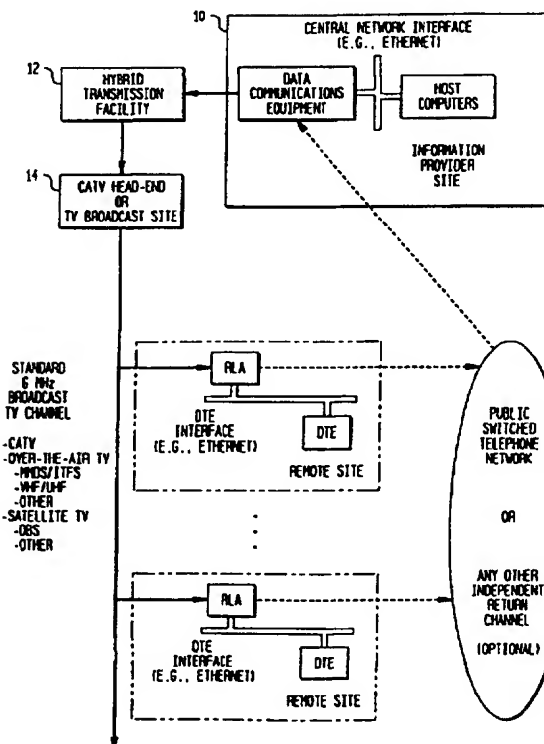 10
CENTRAL NETWORK INTERFACE
(E.G., ETHERNET)
12
HYBRID
TRANSMISSION
FACILITY
DATA
COMMUNICATIONS
EQUIPMENT
HOST
COMPUTERS
INFORMATION
PROVIDER
SITE
14
CATV HEAD-END
OR
TV BROADCAST SITE
STANDARD
6 MHz
BROADCAST
TV CHANNEL
-CATV
-OVER-THE-AIR TV
-MMDS/ITFS
-VHF/UHF
-OTHER
-SATELLITE TV
-DBS
-OTHER
RLA
DTE
INTERFACE
(E.G., ETHERNET)
DTE
REMOTE SITE
RLA
DTE
INTERFACE
(E.G., ETHERNET)
DTE
REMOTE SITE
PUBLIC
SWITCHED
TELEPHONE
NETWORK
OR
ANY OTHER
INDEPENDENT
RETURN
CHANNEL
(OPTIONAL)